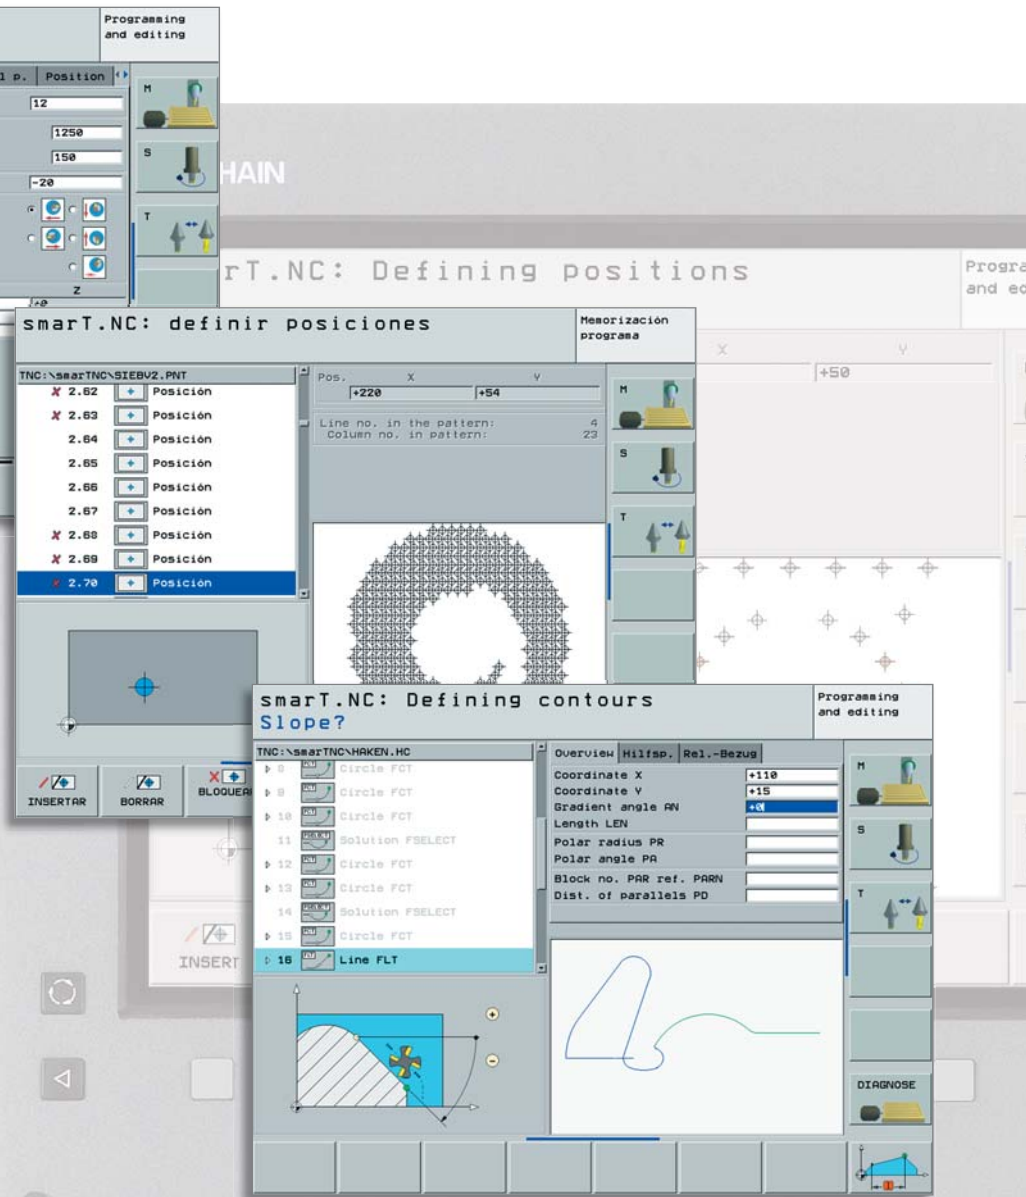 Programming
and editing
Position
12
1250
150
-20
Z
HAIN
rT.NC: Defining positions
X
Y
+50
smarT.NC: definir posiciones
Memorización
programa
TNC:\smarTNC\SIEBV2.PNT
2.62 Posición
2.63 Posición
2.64 Posición
2.65 Posición
2.66 Posición
2.67 Posición
2.68 Posición
2.69 Posición
2.70 Posición
Pos. X Y
+220 +54
Line no. in the pattern: 4
Column no. in pattern: 23
M
S
T
INSERTAR
BORRAR
INSERT
smarT.NC: Defining contours
Slope?
Programming
and editing
TNC:\smarTNC\HAKEN.HC
8 Circle FCT
9 Circle FCT
10 Circle FCT
11 Solution FSELECT
12 Circle FCT
13 Circle FCT
14 Solution FSELECT
15 Circle FCT
16 Line FLT
Overview Hilfsp. Rel.-Bezug
Coordinate X +110
Coordinate Y +15
Gradient angle AN +0
Length LEN
Polar radius PR
Polar angle PA
Block no. PAR ref. PARN
Dist. of parallels PD
M
S
T
DIAGNOSE